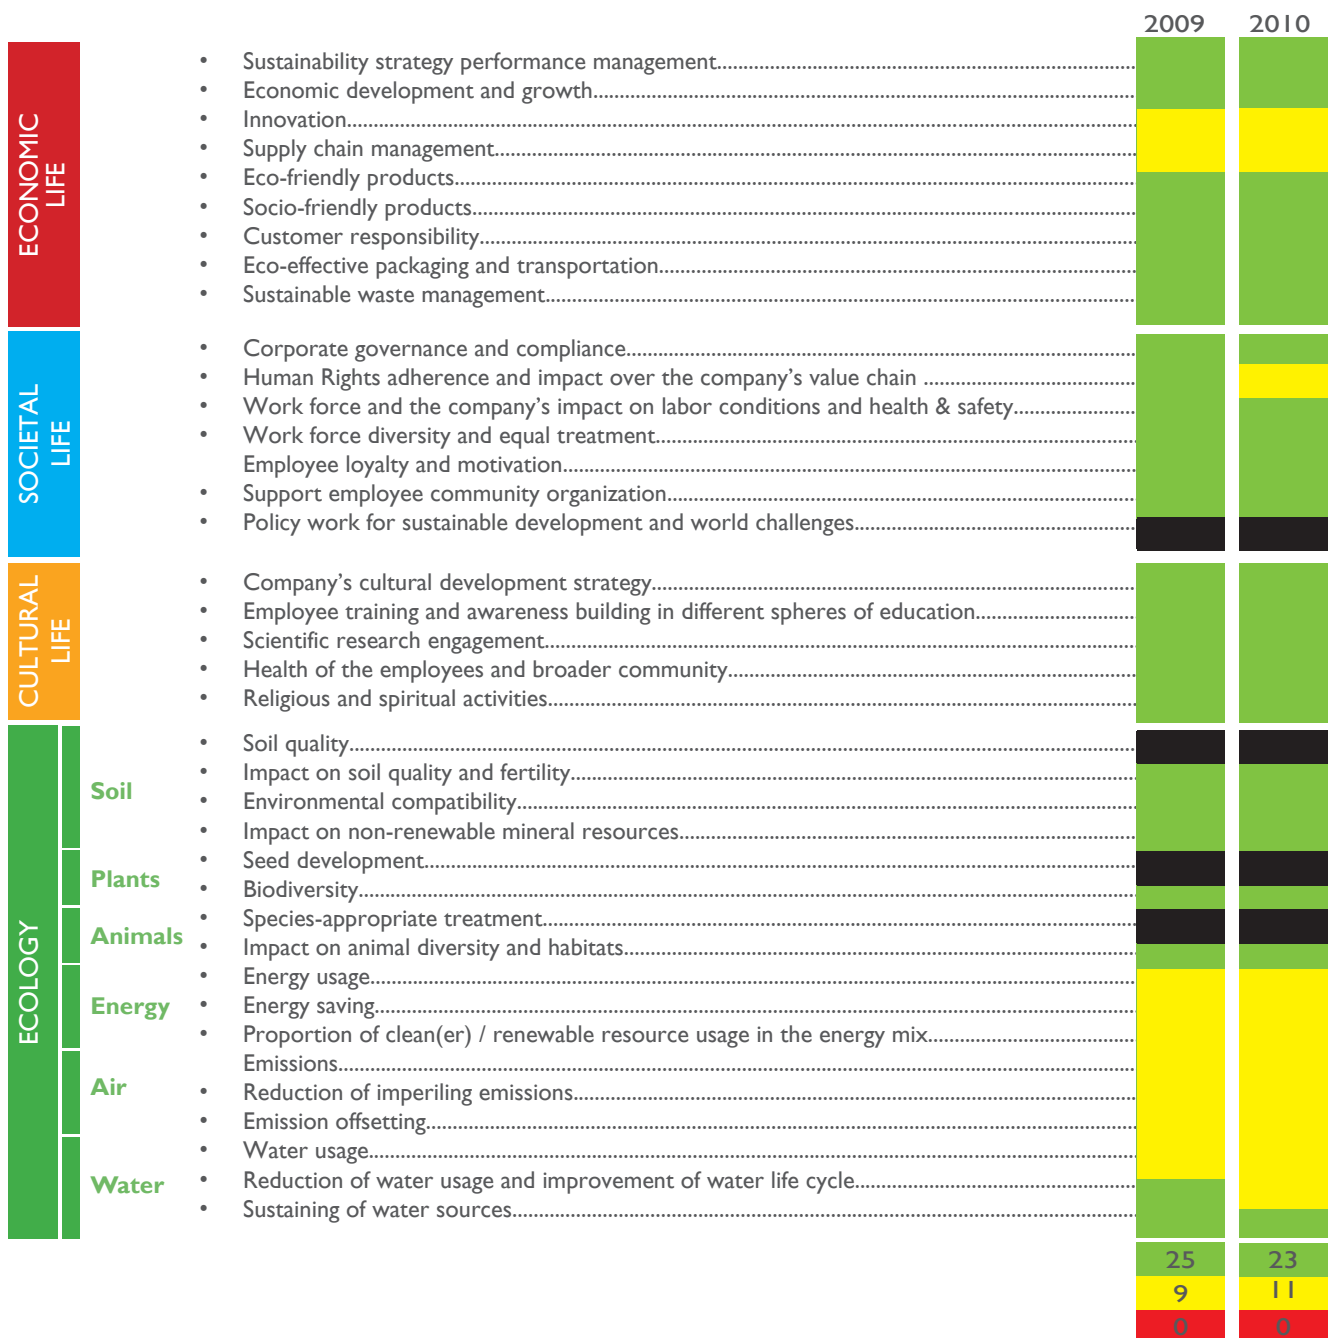 2009 2010
ECONOMIC
LIFE
• Sustainability strategy performance management
• Economic development and growth
• Innovation
• Supply chain management
• Eco-friendly products
• Socio-friendly products
• Customer responsibility
• Eco-effective packaging and transportation
• Sustainable waste management
SOCIETAL
LIFE
• Corporate governance and compliance
• Human Rights adherence and impact over the company’s value chain
• Work force and the company’s impact on labor conditions and health & safety
• Work force diversity and equal treatment
Employee loyalty and motivation
• Support employee community organization
• Policy work for sustainable development and world challenges
CULTURAL
LIFE
• Company’s cultural development strategy
• Employee training and awareness building in different spheres of education
• Scientific research engagement
• Health of the employees and broader community
• Religious and spiritual activities
ECOLOGY
Soil
• Soil quality
• Impact on soil quality and fertility
• Environmental compatibility
• Impact on non-renewable mineral resources
Plants
• Seed development
• Biodiversity
Animals
• Species-appropriate treatment
• Impact on animal diversity and habitats
Energy
• Energy usage
• Energy saving
• Proportion of clean(er) / renewable resource usage in the energy mix
Air
Emissions
• Reduction of imperiling emissions
• Emission offsetting
Water
• Water usage
• Reduction of water usage and improvement of water life cycle
• Sustaining of water sources
25 23
9 11
0 0